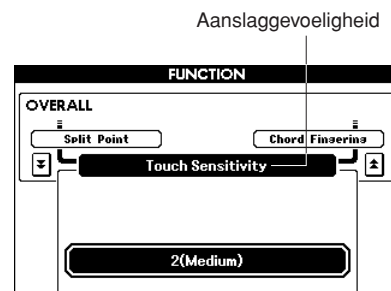 Aanslaggevoeligheid
FUNCTION
OVERALL
Split Point
Chord Fingering
Touch Sensitivity
2(Medium)